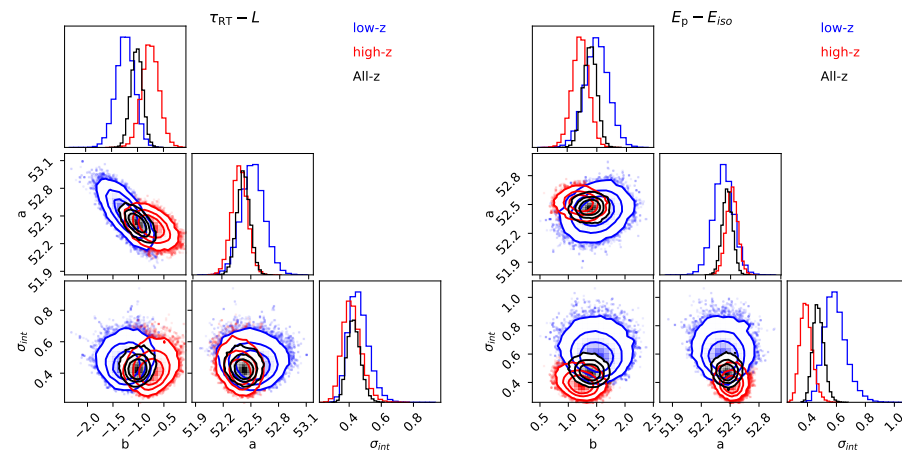 τRT − L
low-z
high-z
All-z
53.1
52.8
52.5
52.2
51.9
a
51.9
0.8
0.6
0.4
σint
−2.0 −1.5 −1.0 −0.5
b
51.9 52.2 52.5 52.8 53.1
a
0.4 0.6 0.8
σint
Ep − Eiso
low-z
high-z
All-z
52.8
52.5
52.2
51.9
a
1.0
0.8
0.6
0.4
σint
0.5 1.0 1.5 2.0 2.5
b
51.9 52.2 52.5 52.8
a
0.4 0.6 0.8 1.0
σint